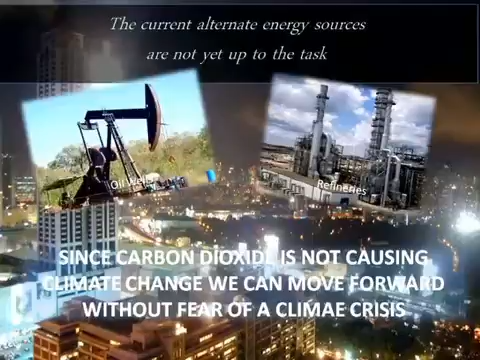 The current alternate energy sources
are not yet up to the task
Oil Wells
Refineries
SINCE CARBON DIOXIDE IS NOT CAUSING
CLIMATE CHANGE WE CAN MOVE FORWARD
WITHOUT FEAR OF A CLIMAE CRISIS